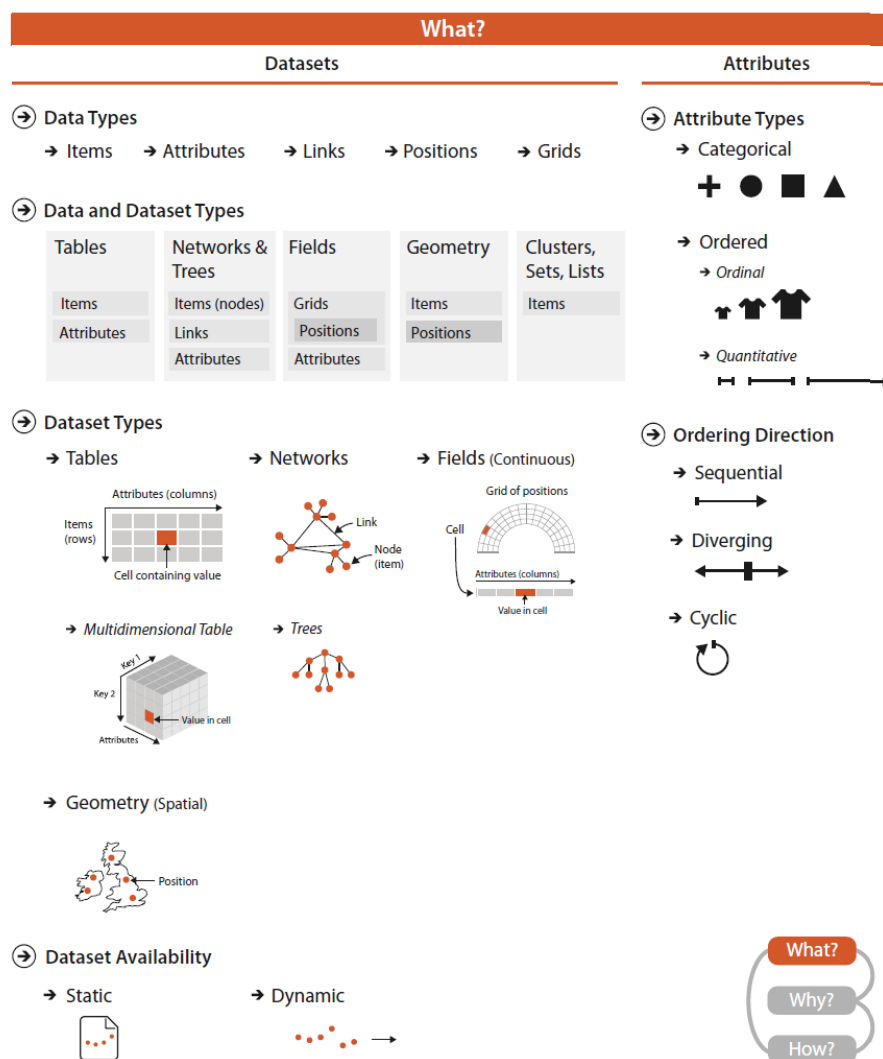 What?
Datasets
Attributes
Data Types
Items
Attributes
Links
Positions
Grids
Data and Dataset Types
Tables
Items
Attributes
Networks &
Trees
Items (nodes)
Links
Attributes
Fields
Grids
Positions
Attributes
Geometry
Items
Positions
Clusters,
Sets, Lists
Items
Dataset Types
Tables
Attributes (columns)
Items
(rows)
Cell containing value
Networks
Link
Node
(item)
Fields (Continuous)
Grid of positions
Cell
Attributes (columns)
Value in cell
Multidimensional Table
Key 1
Key 2
Value in cell
Attributes
Trees
Geometry (Spatial)
Position
Dataset Availability
Static
Dynamic
Attribute Types
Categorical
Ordered
Ordinal
Quantitative
Ordering Direction
Sequential
Diverging
Cyclic
What?
Why?
How?